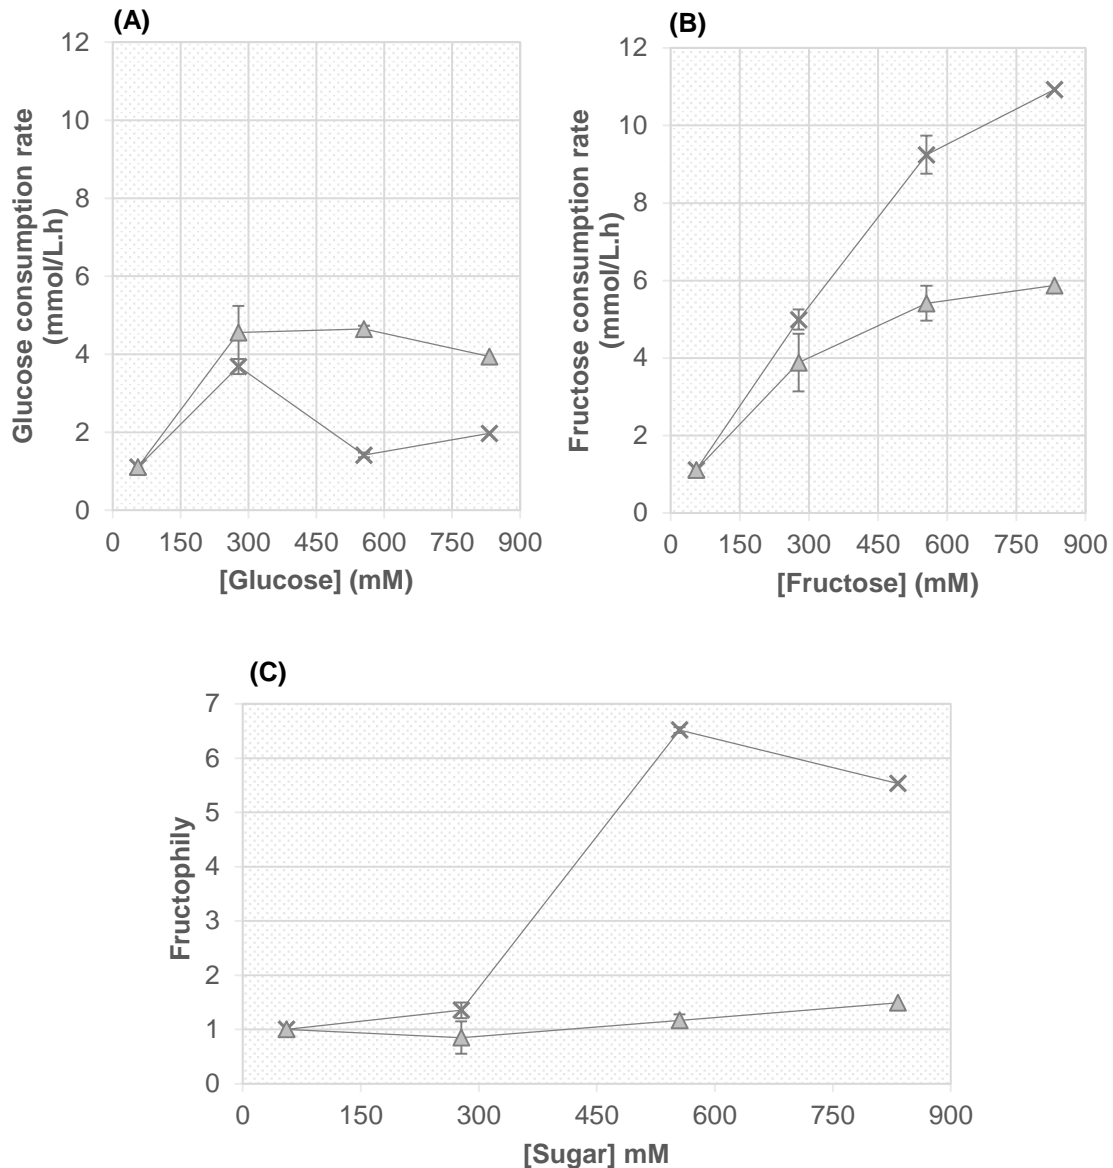 (A)
12
10
8
6
4
2
0
Glucose consumption rate
(mmol/L.h)
0 150 300 450 600 750 900
[Glucose] (mM)
(B)
12
10
8
6
4
2
0
Fructose consumption rate
(mmol/L.h)
0 150 300 450 600 750 900
[Fructose] (mM)
(C)
7
6
5
4
3
2
1
0
Fructophily
0 150 300 450 600 750 900
[Sugar] mM